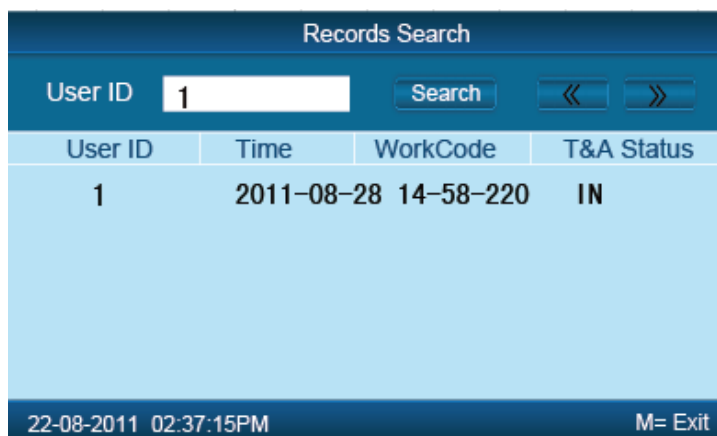 Records Search
User ID 1 Search « »
User ID Time WorkCode T&A Status
1 2011-08-28 14-58-220 IN
22-08-2011 02:37:15PM M= Exit